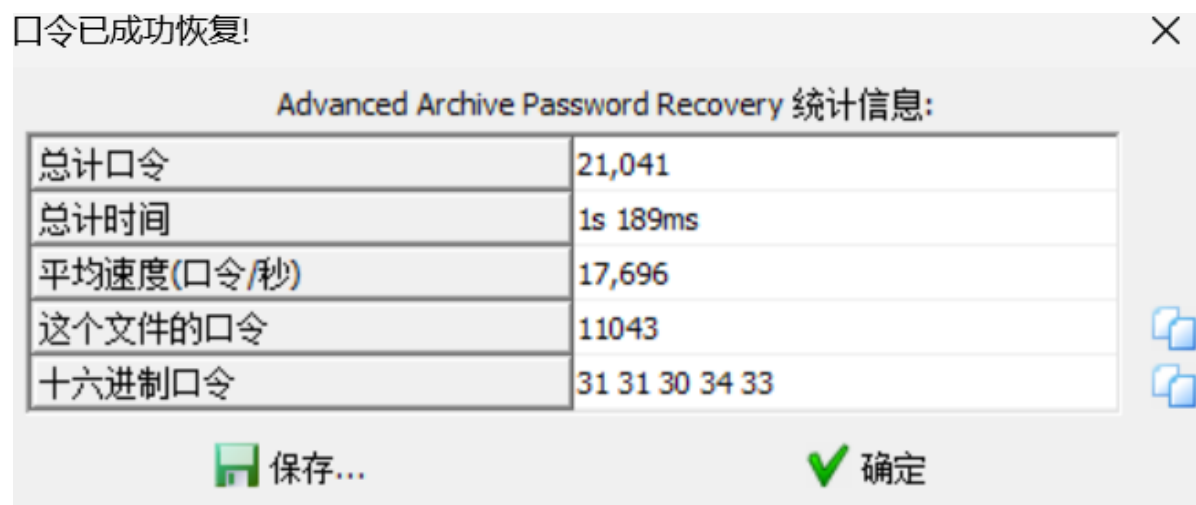 口令已成功恢复!
Advanced Archive Password Recovery 统计信息:
总计口令 21,041
总计时间 1s 189ms
平均速度(口令/秒) 17,696
这个文件的口令 11043
十六进制口令 31 31 30 34 33
保存... 确定